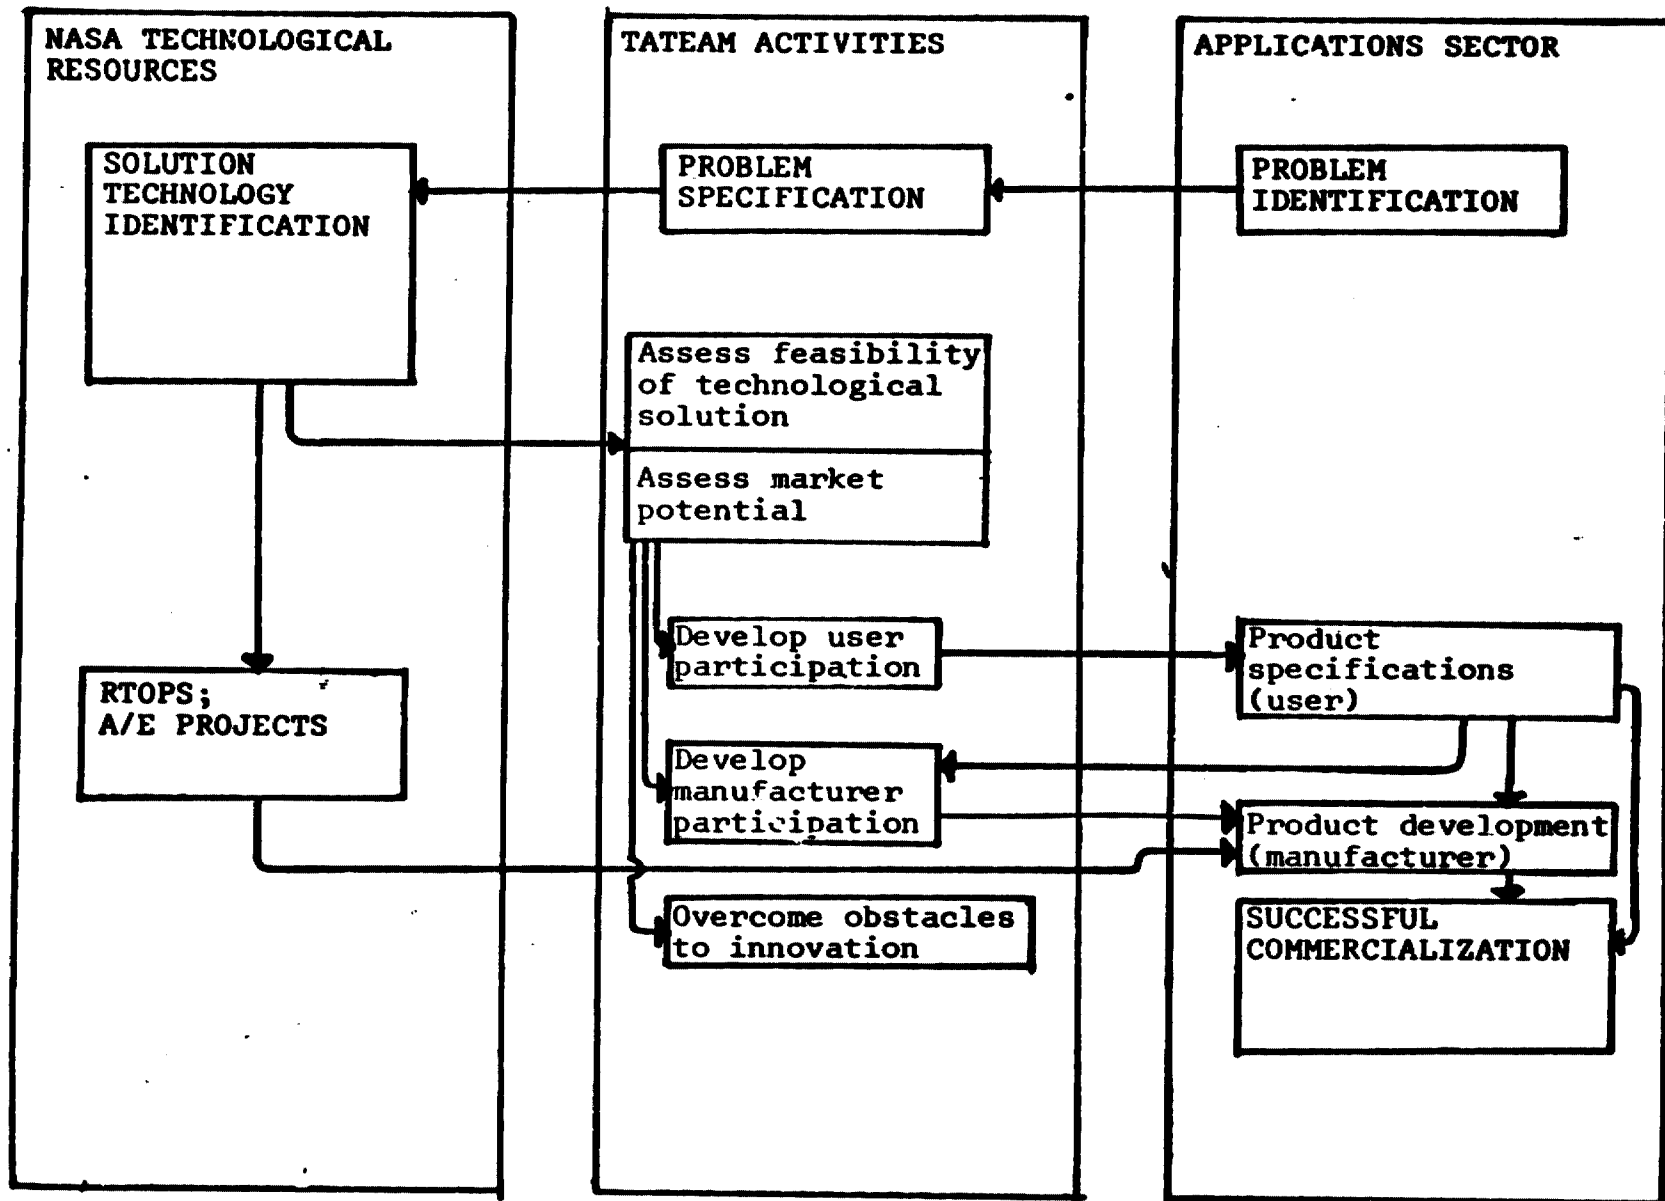 NASA TECHNOLOGICAL
RESOURCES
SOLUTION
TECHNOLOGY
IDENTIFICATION
RTOPS;
A/E PROJECTS
TATEAM ACTIVITIES
PROBLEM
SPECIFICATION
Assess feasibility
of technological
solution
Assess market
potential
Develop user
participation
Develop
manufacturer
participation
Overcome obstacles
to innovation
APPLICATIONS SECTOR
PROBLEM
IDENTIFICATION
Product
specifications
(user)
Product development
(manufacturer)
SUCCESSFUL
COMMERCIALIZATION